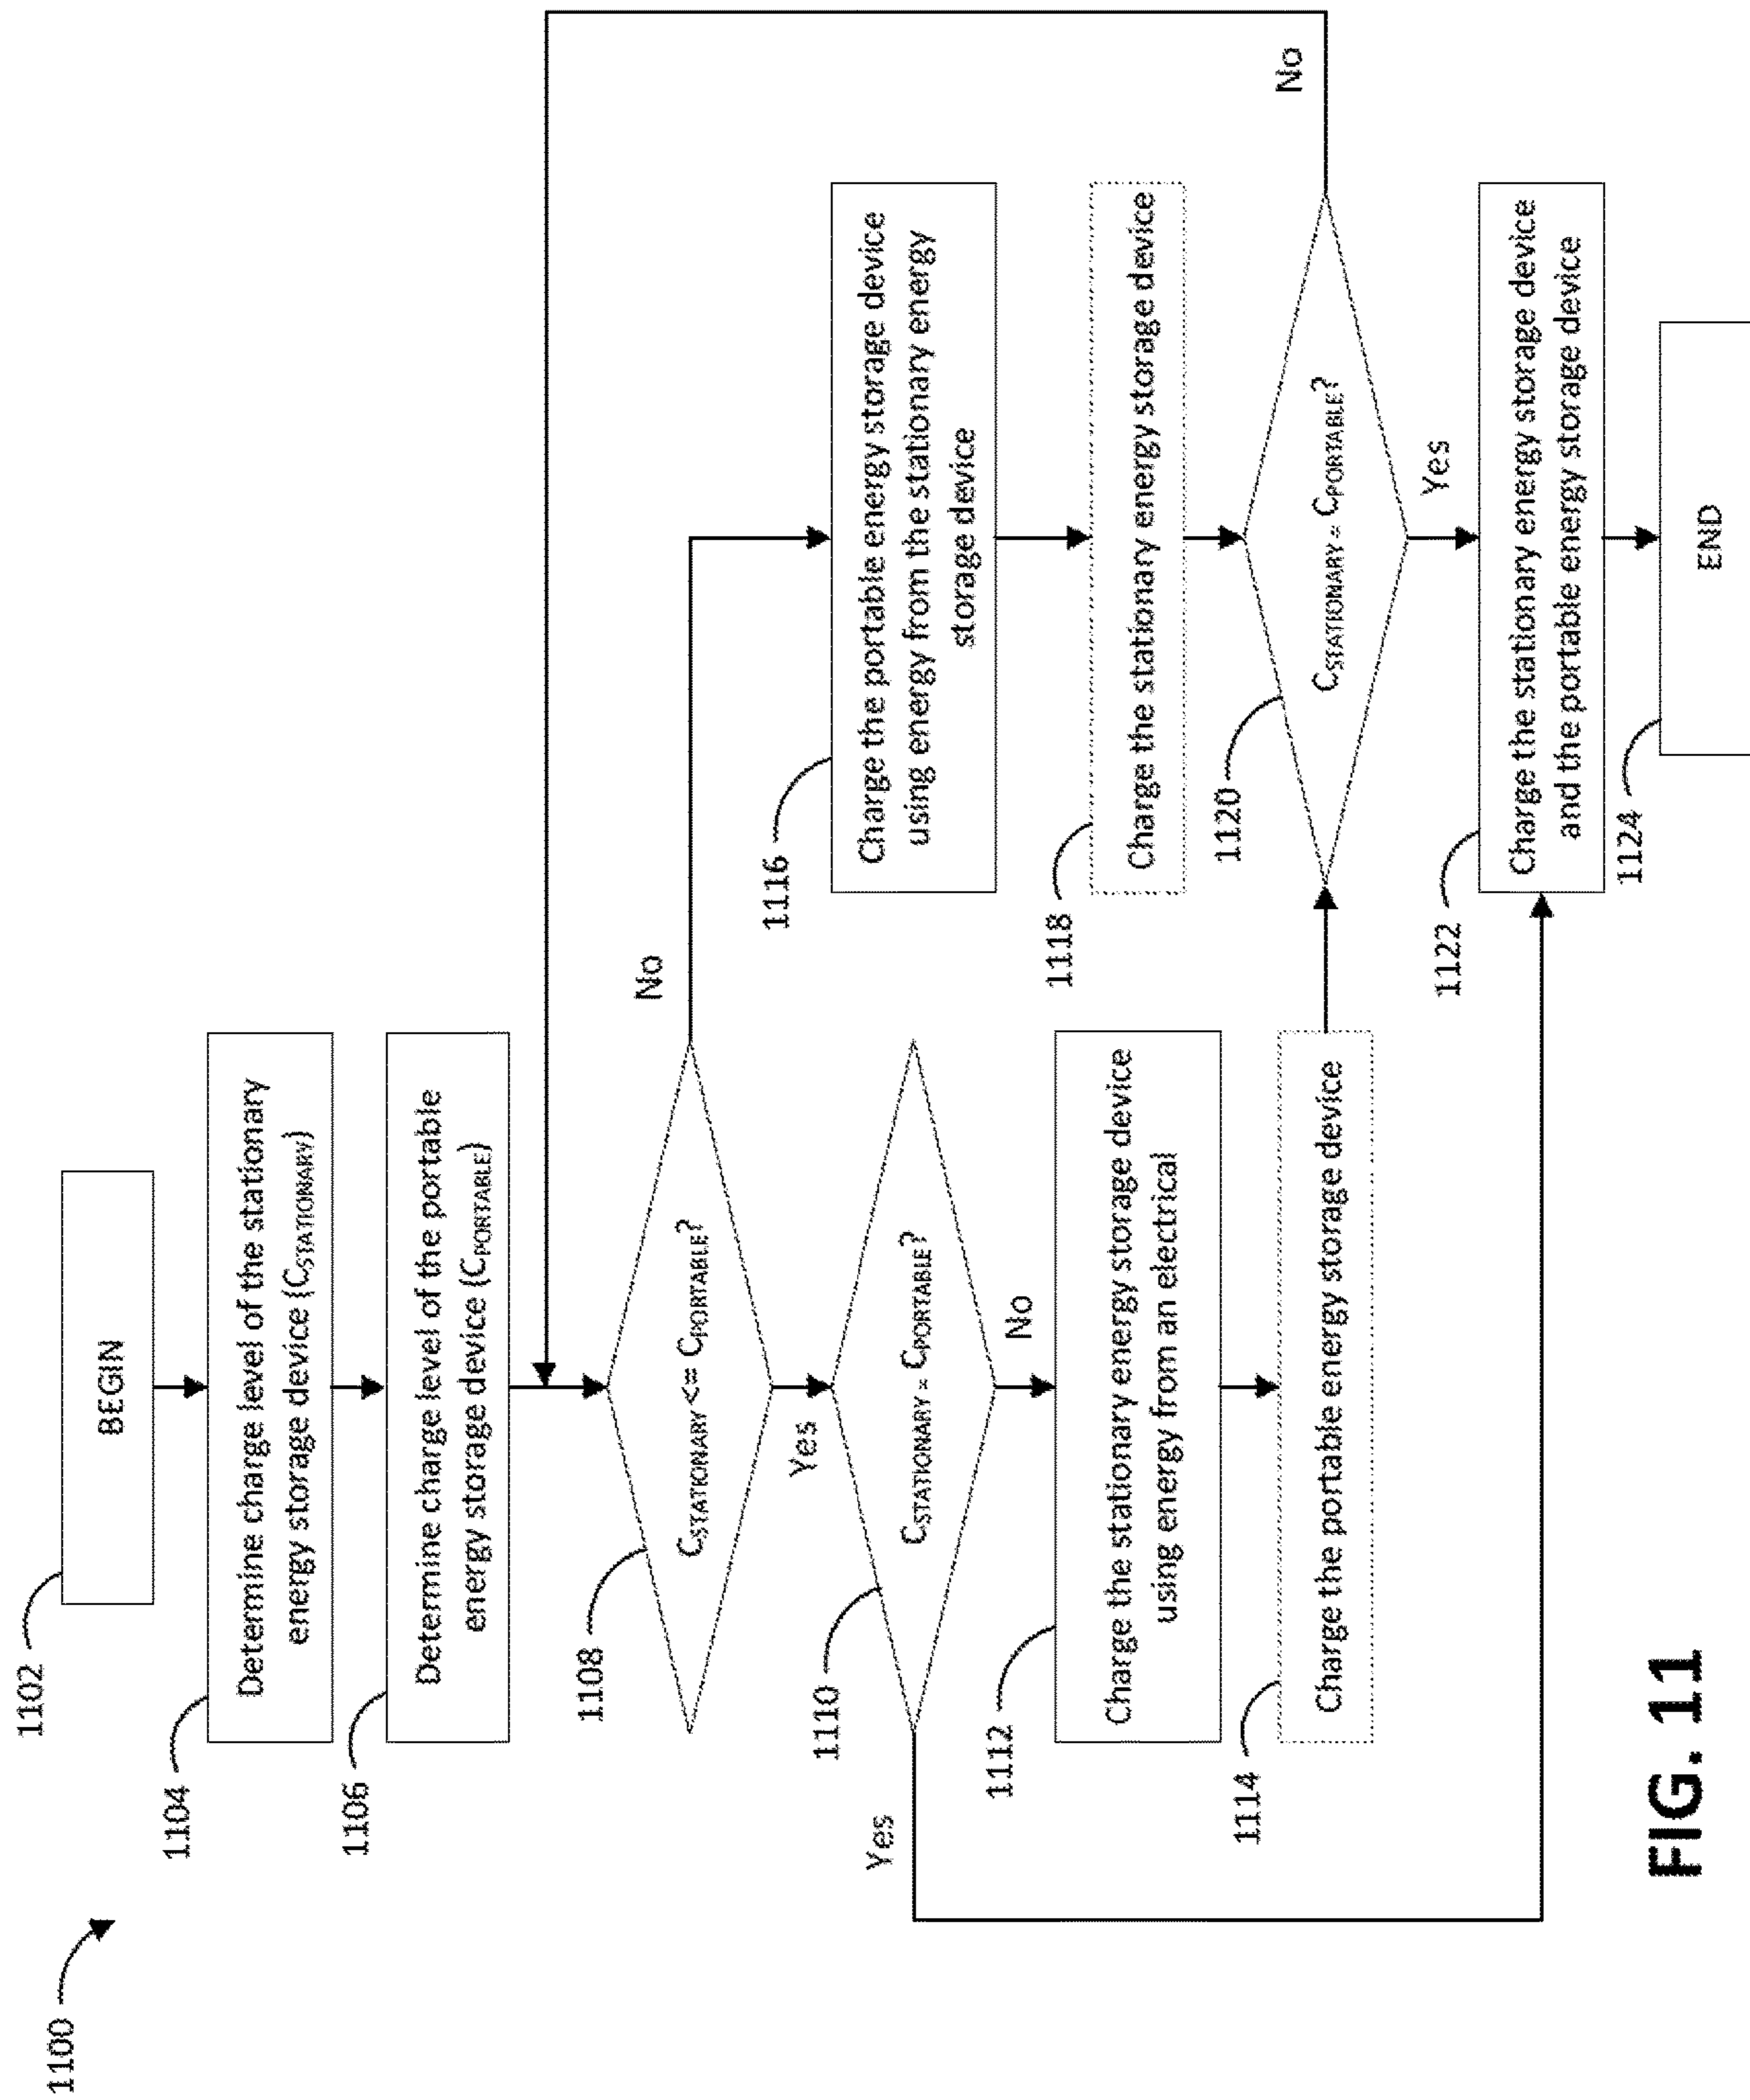 1100
1102
BEGIN
1104
Determine charge level of the stationary
energy storage device (CSTATIONARY)
1106
Determine charge level of the portable
energy storage device (CPORTABLE)
1108
CSTATIONARY <= CPORTABLE?
No
Yes
1110
CSTATIONARY = CPORTABLE?
Yes
No
1112
Charge the stationary energy storage device
using energy from an electrical
1114
Charge the portable energy storage device
1116
Charge the portable energy storage device
using energy from the stationary energy
storage device
1118
Charge the stationary energy storage device
1120
CSTATIONARY = CPORTABLE?
No
Yes
1122
Charge the stationary energy storage device
and the portable energy storage device
1124
END
FIG. 11